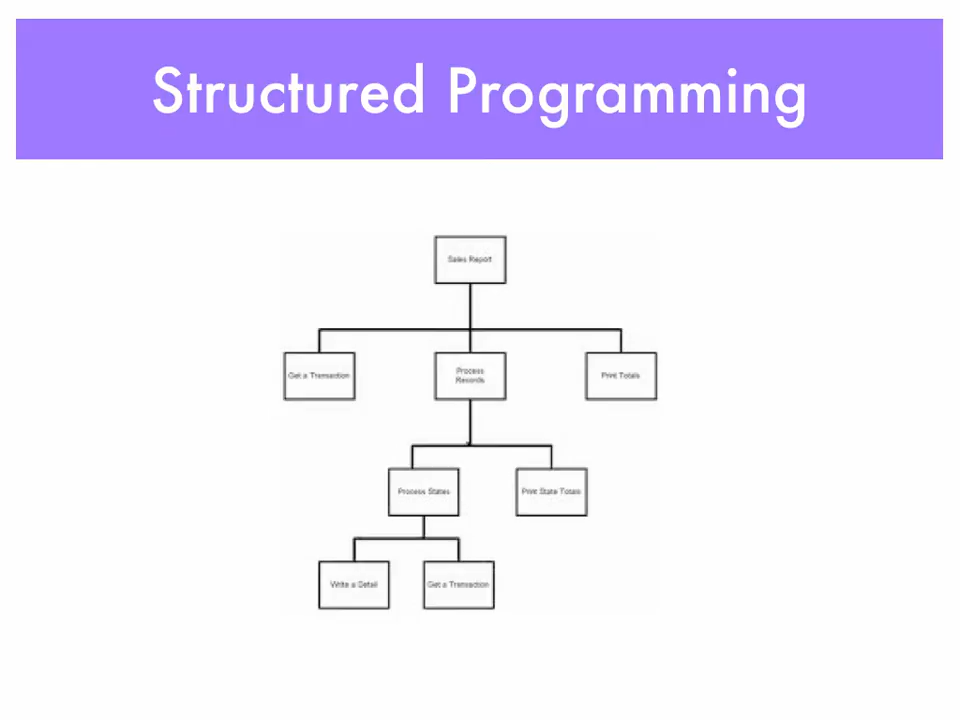 Structured Programming
Sales Report
Get a Transaction
Process
Records
Print Totals
Process States
Print State Totals
Write a Detail
Get a Transaction